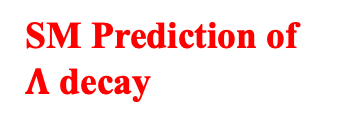 SM Prediction of
Λ decay